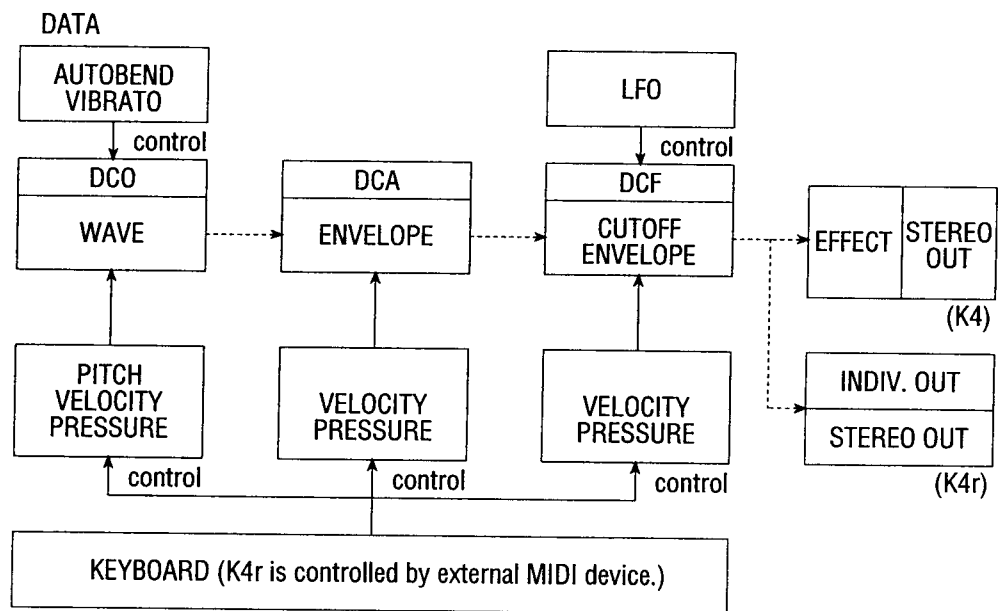 DATA
AUTOBEND
VIBRATO
LFO
control
control
DCO
DCA
DCF
WAVE
ENVELOPE
CUTOFF
ENVELOPE
EFFECT
STEREO
OUT
(K4)
PITCH
VELOCITY
PRESSURE
VELOCITY
PRESSURE
VELOCITY
PRESSURE
INDIV. OUT
STEREO OUT
(K4r)
control
control
control
KEYBOARD (K4r is controlled by external MIDI device.)